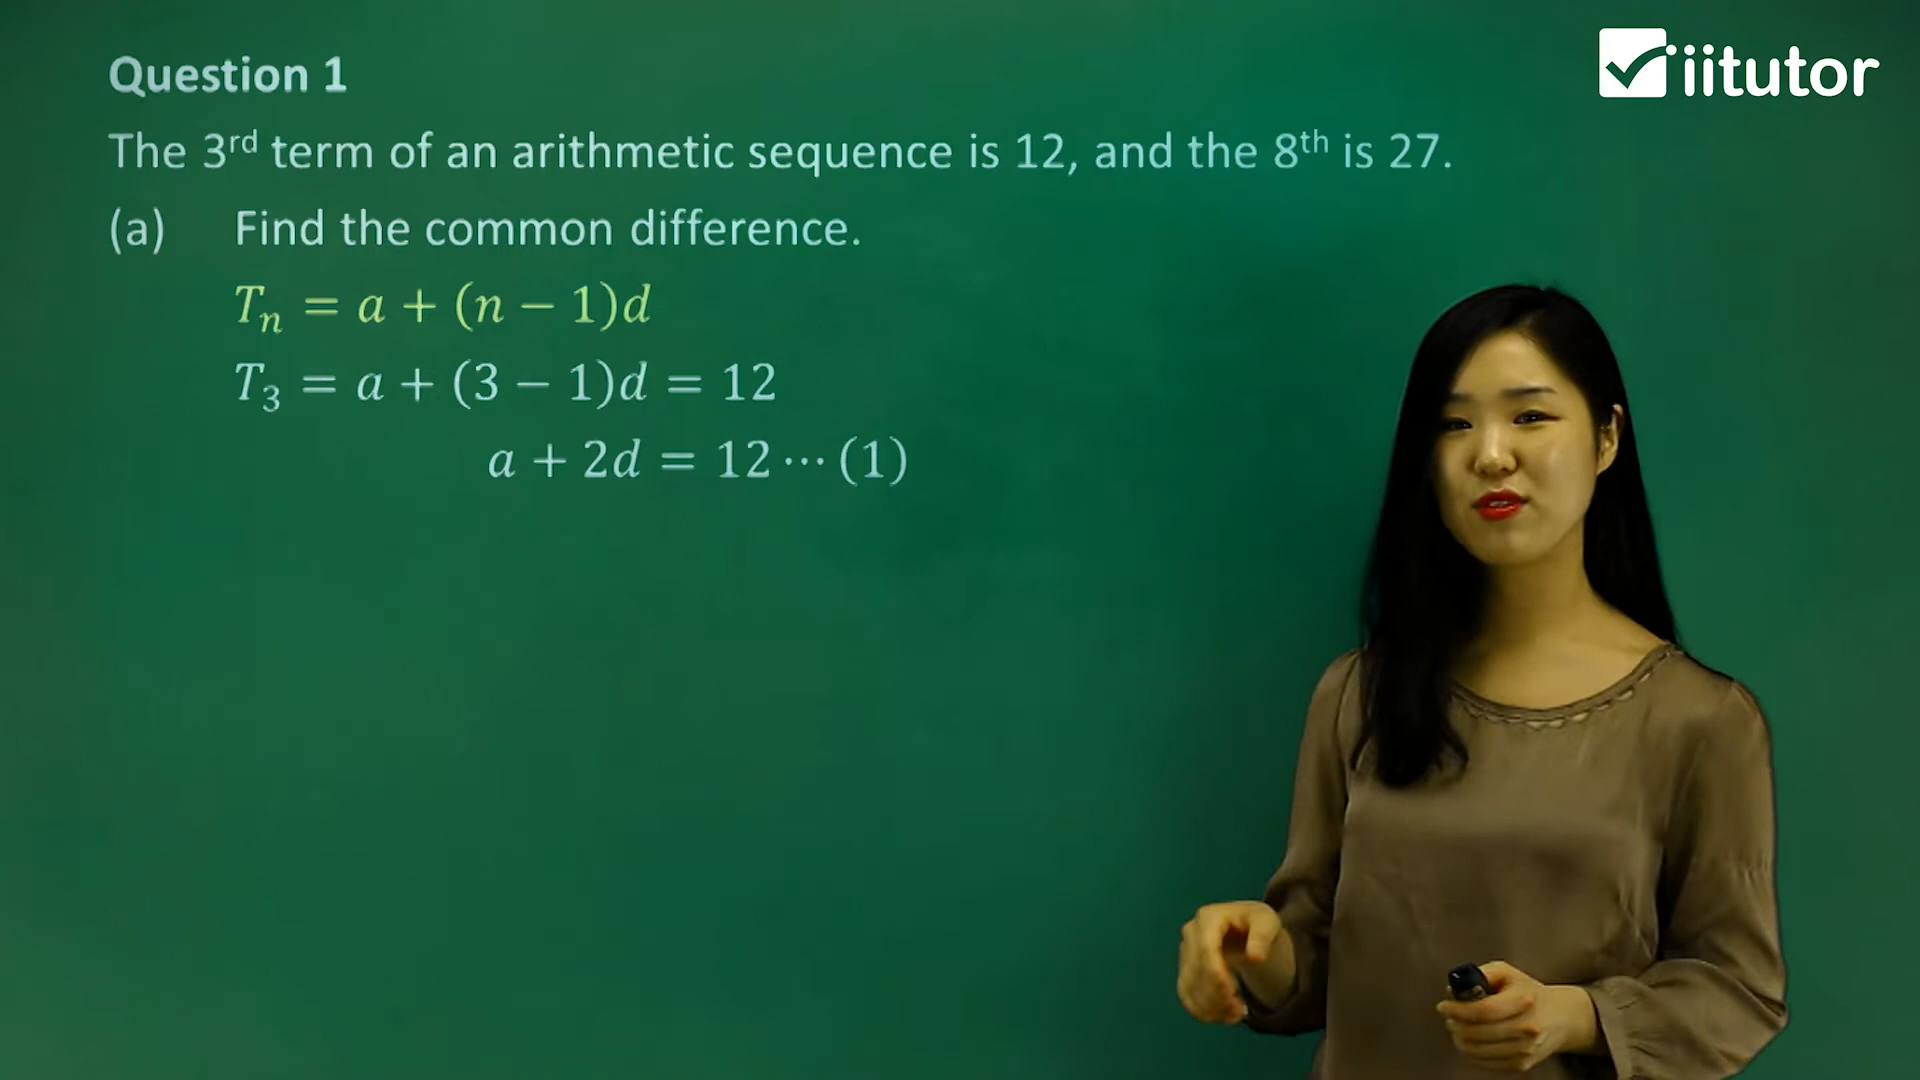 iitutor
Question 1
The 3rd term of an arithmetic sequence is 12, and the 8th is 27.
(a) Find the common difference.
Tₙ = a + (n − 1)d
T₃ = a + (3 − 1)d = 12
a + 2d = 12 ⋯ (1)